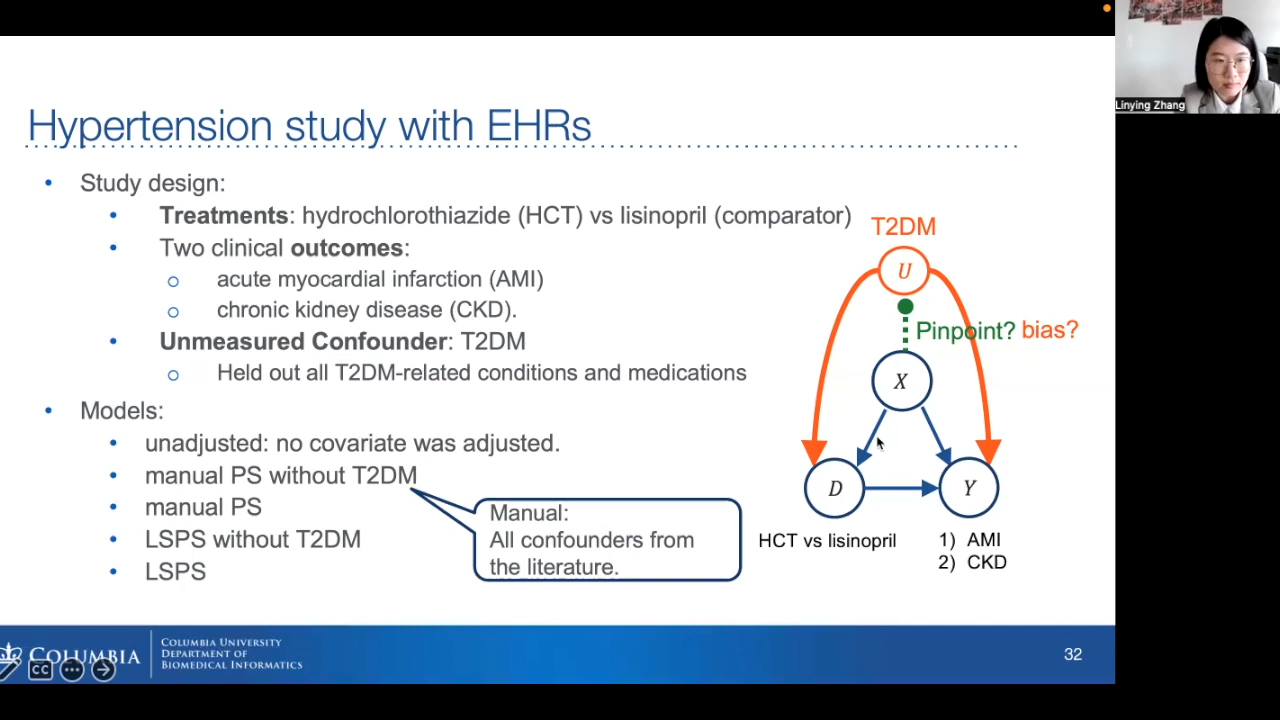 Linying Zhang
Hypertension study with EHRs
• Study design:
• Treatments: hydrochlorothiazide (HCT) vs lisinopril (comparator)
• Two clinical outcomes:
o acute myocardial infarction (AMI)
o chronic kidney disease (CKD).
• Unmeasured Confounder: T2DM
o Held out all T2DM-related conditions and medications
• Models:
• unadjusted: no covariate was adjusted.
• manual PS without T2DM
• manual PS
• LSPS without T2DM
• LSPS
Manual:
All confounders from
the literature.
T2DM
U
Pinpoint? bias?
X
D
Y
HCT vs lisinopril
1) AMI
2) CKD
COLUMBIA
COLUMBIA UNIVERSITY
DEPARTMENT OF
BIOMEDICAL INFORMATICS
CC
32